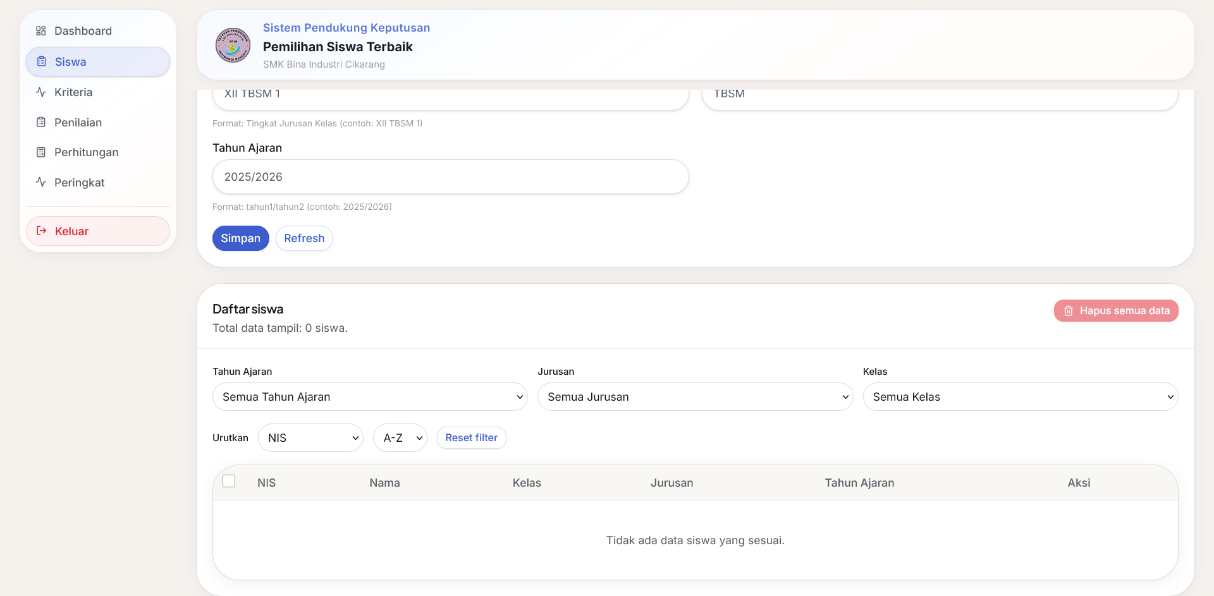 Dashboard
Siswa
Kriteria
Penilaian
Perhitungan
Peringkat
Keluar
Sistem Pendukung Keputusan
Pemilihan Siswa Terbaik
SMK Bina Industri Cikarang
XII TBSM 1
TBSM
Format: Tingkat Jurusan Kelas (contoh: XII TBSM 1)
Tahun Ajaran
2025/2026
Format: tahun1/tahun2 (contoh: 2025/2026)
Simpan Refresh
Daftar siswa
Total data tampil: 0 siswa.
Hapus semua data
Tahun Ajaran Jurusan Kelas
Semua Tahun Ajaran Semua Jurusan Semua Kelas
Urutkan NIS A-Z Reset filter
NIS Nama Kelas Jurusan Tahun Ajaran Aksi
Tidak ada data siswa yang sesuai.